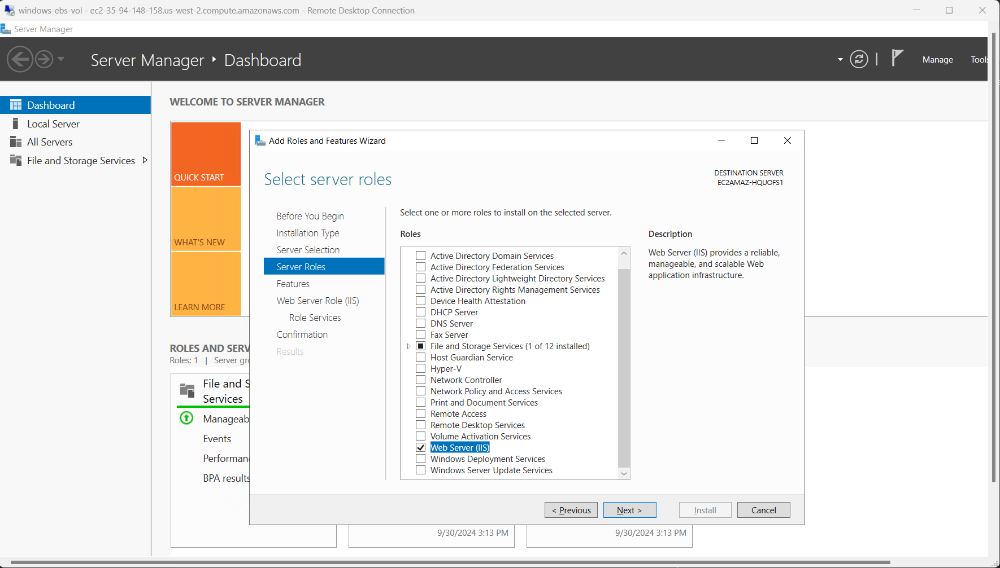 windows-ebs-vol - ec2-35-94-148-158.us-west-2.compute.amazonaws.com - Remote Desktop Connection
Server Manager
Server Manager ‣ Dashboard
Manage
Tools
Dashboard
Local Server
All Servers
File and Storage Services
WELCOME TO SERVER MANAGER
QUICK START
WHAT'S NEW
LEARN MORE
ROLES AND SERV
Roles: 1 | Server gro
File and S
Services
Manageab
Events
Performan
BPA results
Add Roles and Features Wizard
Select server roles
DESTINATION SERVER
EC2AMAZ-HQUOFS1
Before You Begin
Installation Type
Server Selection
Server Roles
Features
Web Server Role (IIS)
Role Services
Confirmation
Results
Select one or more roles to install on the selected server.
Roles
Active Directory Domain Services
Active Directory Federation Services
Active Directory Lightweight Directory Services
Active Directory Rights Management Services
Device Health Attestation
DHCP Server
DNS Server
Fax Server
File and Storage Services (1 of 12 installed)
Host Guardian Service
Hyper-V
Network Controller
Network Policy and Access Services
Print and Document Services
Remote Access
Remote Desktop Services
Volume Activation Services
Web Server (IIS)
Windows Deployment Services
Windows Server Update Services
Description
Web Server (IIS) provides a reliable,
manageable, and scalable Web
application infrastructure.
< Previous
Next >
Install
Cancel
9/30/2024 3:13 PM
9/30/2024 3:13 PM